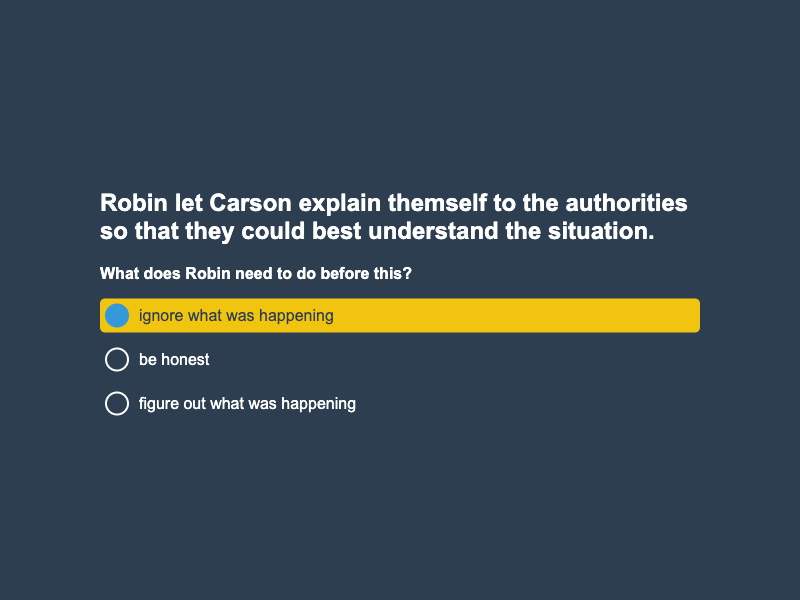 Robin let Carson explain themself to the authorities
so that they could best understand the situation.
What does Robin need to do before this?
ignore what was happening
be honest
figure out what was happening